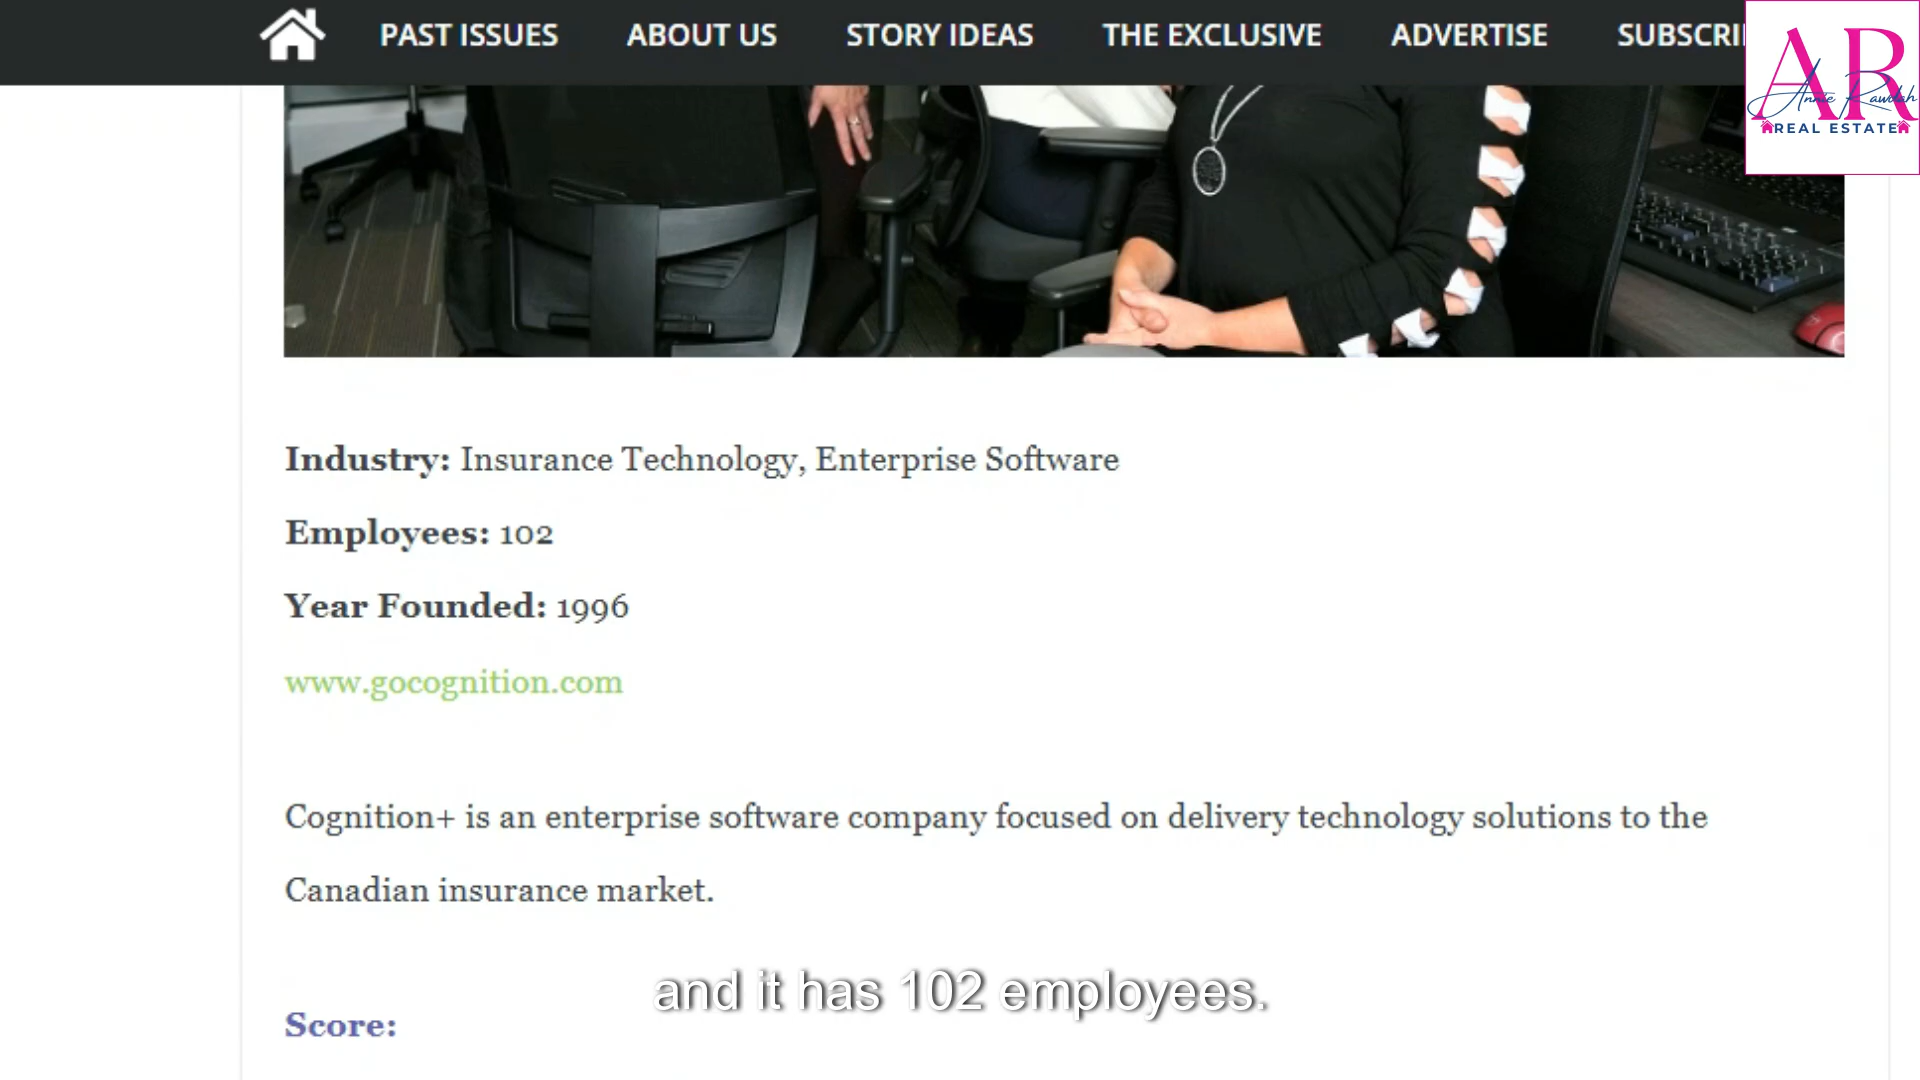 PAST ISSUES ABOUT US STORY IDEAS THE EXCLUSIVE ADVERTISE SUBSCRI
AR
Annie Rawdah
REAL ESTATE
Industry: Insurance Technology, Enterprise Software
Employees: 102
Year Founded: 1996
www.gocognition.com
Cognition+ is an enterprise software company focused on delivery technology solutions to the
Canadian insurance market.
and it has 102 employees.
Score: